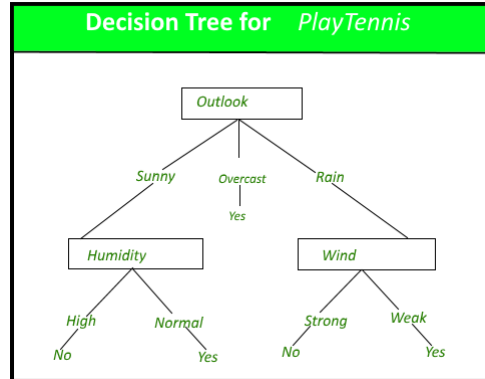 Decision Tree for PlayTennis
Outlook
Sunny Overcast Rain
Yes
Humidity Wind
High Normal Strong Weak
No Yes No Yes